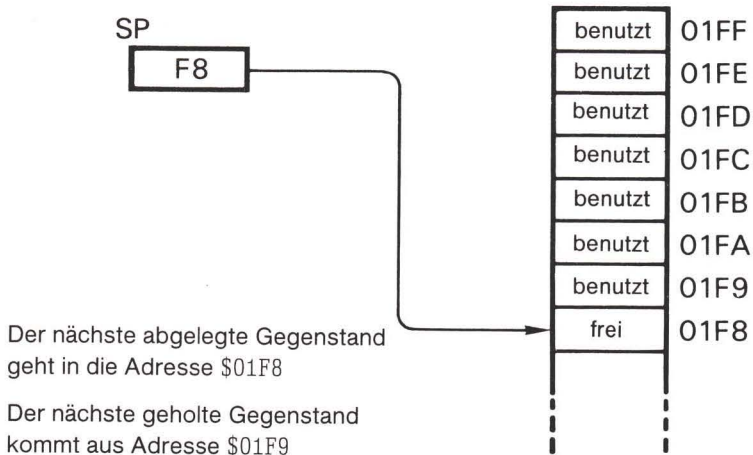 SP
F8
benutzt 01FF
benutzt 01FE
benutzt 01FD
benutzt 01FC
benutzt 01FB
benutzt 01FA
benutzt 01F9
frei 01F8
Der nächste abgelegte Gegenstand
geht in die Adresse $01F8
Der nächste geholte Gegenstand
kommt aus Adresse $01F9